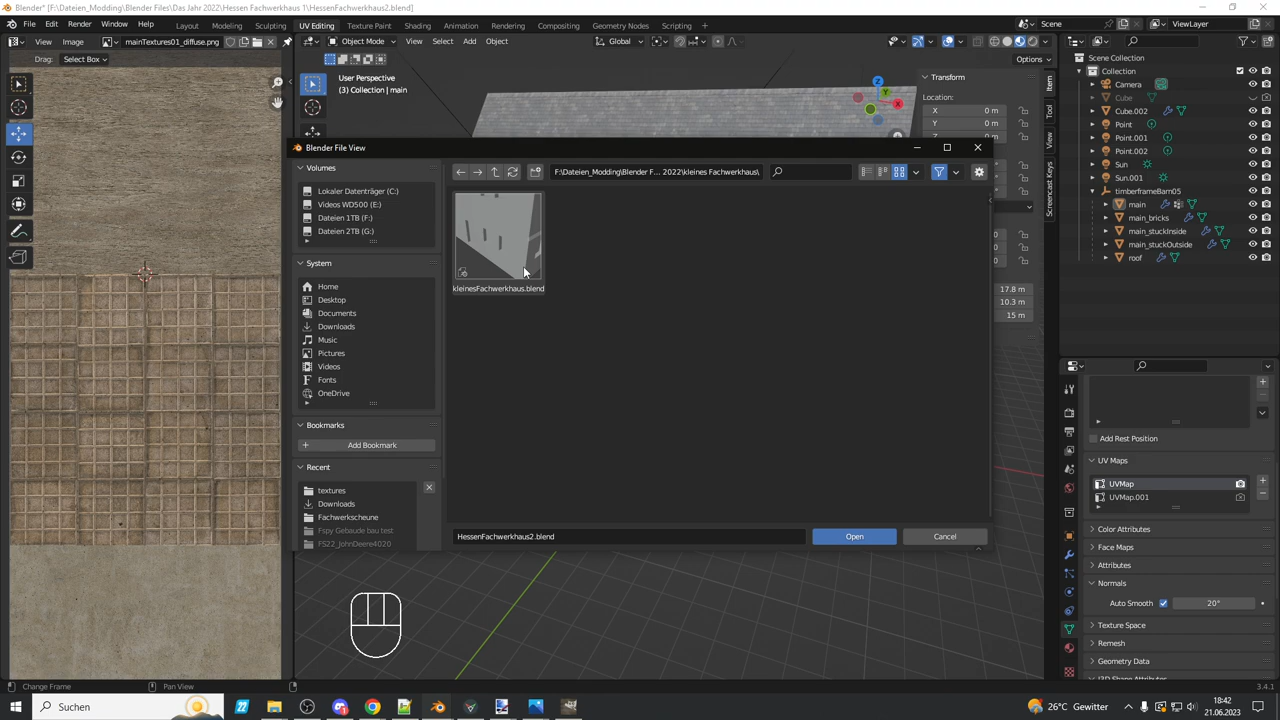 Blender* [F:\Dateien_Modding\Blender Files\Das Jahr 2022\Hessen Fachwerkhaus 1\HessenFachwerkhaus2.blend]
File Edit Render Window Help Layout Modeling Sculpting UV Editing Texture Paint Shading Animation Rendering Compositing Geometry Nodes Scripting + Scene ViewLayer
View Image mainTextures01_diffuse.png Object Mode View Select Add Object Global
Drag: Select Box Options
User Perspective
(3) Collection | main
Z
Y
X
Transform
Location:
X 0 m
Y 0 m
Z
Item
Tool
View
Screencast Keys
Scene Collection
Collection
Camera
Cube
Cube.002
Point
Point.001
Point.002
Sun
Sun.001
timberframeBarn05
main
main_bricks
main_stuckInside
main_stuckOutside
roof
Blender File View
Volumes
Lokaler Datenträger (C:)
Videos WD500 (E:)
Dateien 1TB (F:)
Dateien 2TB (G:)
System
Home
Desktop
Documents
Downloads
Music
Pictures
Videos
Fonts
OneDrive
Bookmarks
Add Bookmark
Recent
textures
Downloads
Fachwerkscheune
Fspy Gebäude bau test
FS22_JohnDeere4020
F:\Dateien_Modding\Blender F... 2022\kleines Fachwerkhaus\
kleinesFachwerkhaus.blend
HessenFachwerkhaus2.blend
Open
Cancel
17.8 m
10.3 m
15 m
Add Rest Position
UV Maps
UVMap
UVMap.001
Color Attributes
Face Maps
Attributes
Normals
Auto Smooth 20°
Texture Space
Remesh
Geometry Data
Change Frame Pan View 3.4.1
Suchen
26°C Gewitter
18:42
21.06.2023